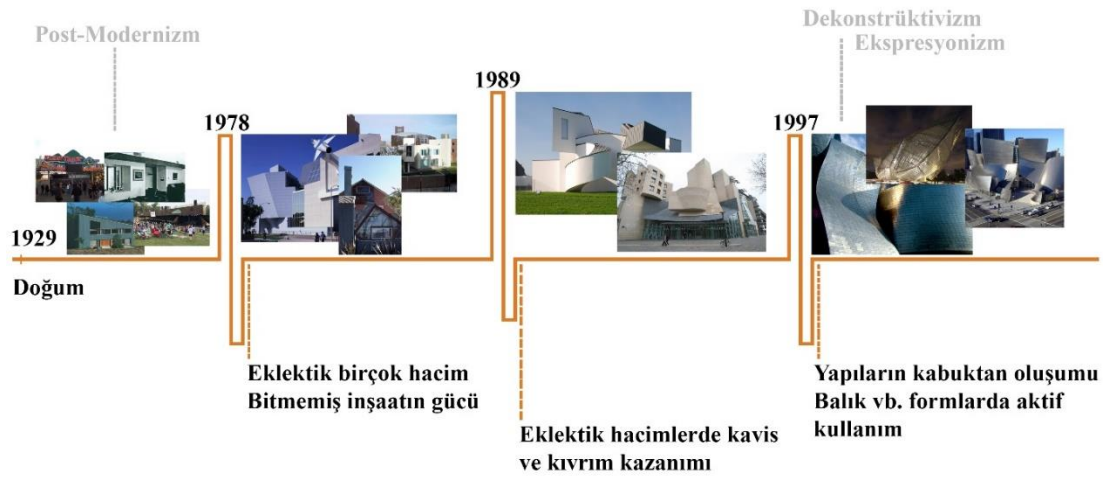 Post-Modernizm
Dekonstrüktivizm
Ekspresyonizm
1929
Doğum
1978
Eklektik birçok hacim
Bitmemiş inşaatın gücü
1989
Eklektik hacimlerde kavis
ve kıvrım kazanımı
1997
Yapıların kabuktan oluşumu
Balık vb. formlarda aktif
kullanım